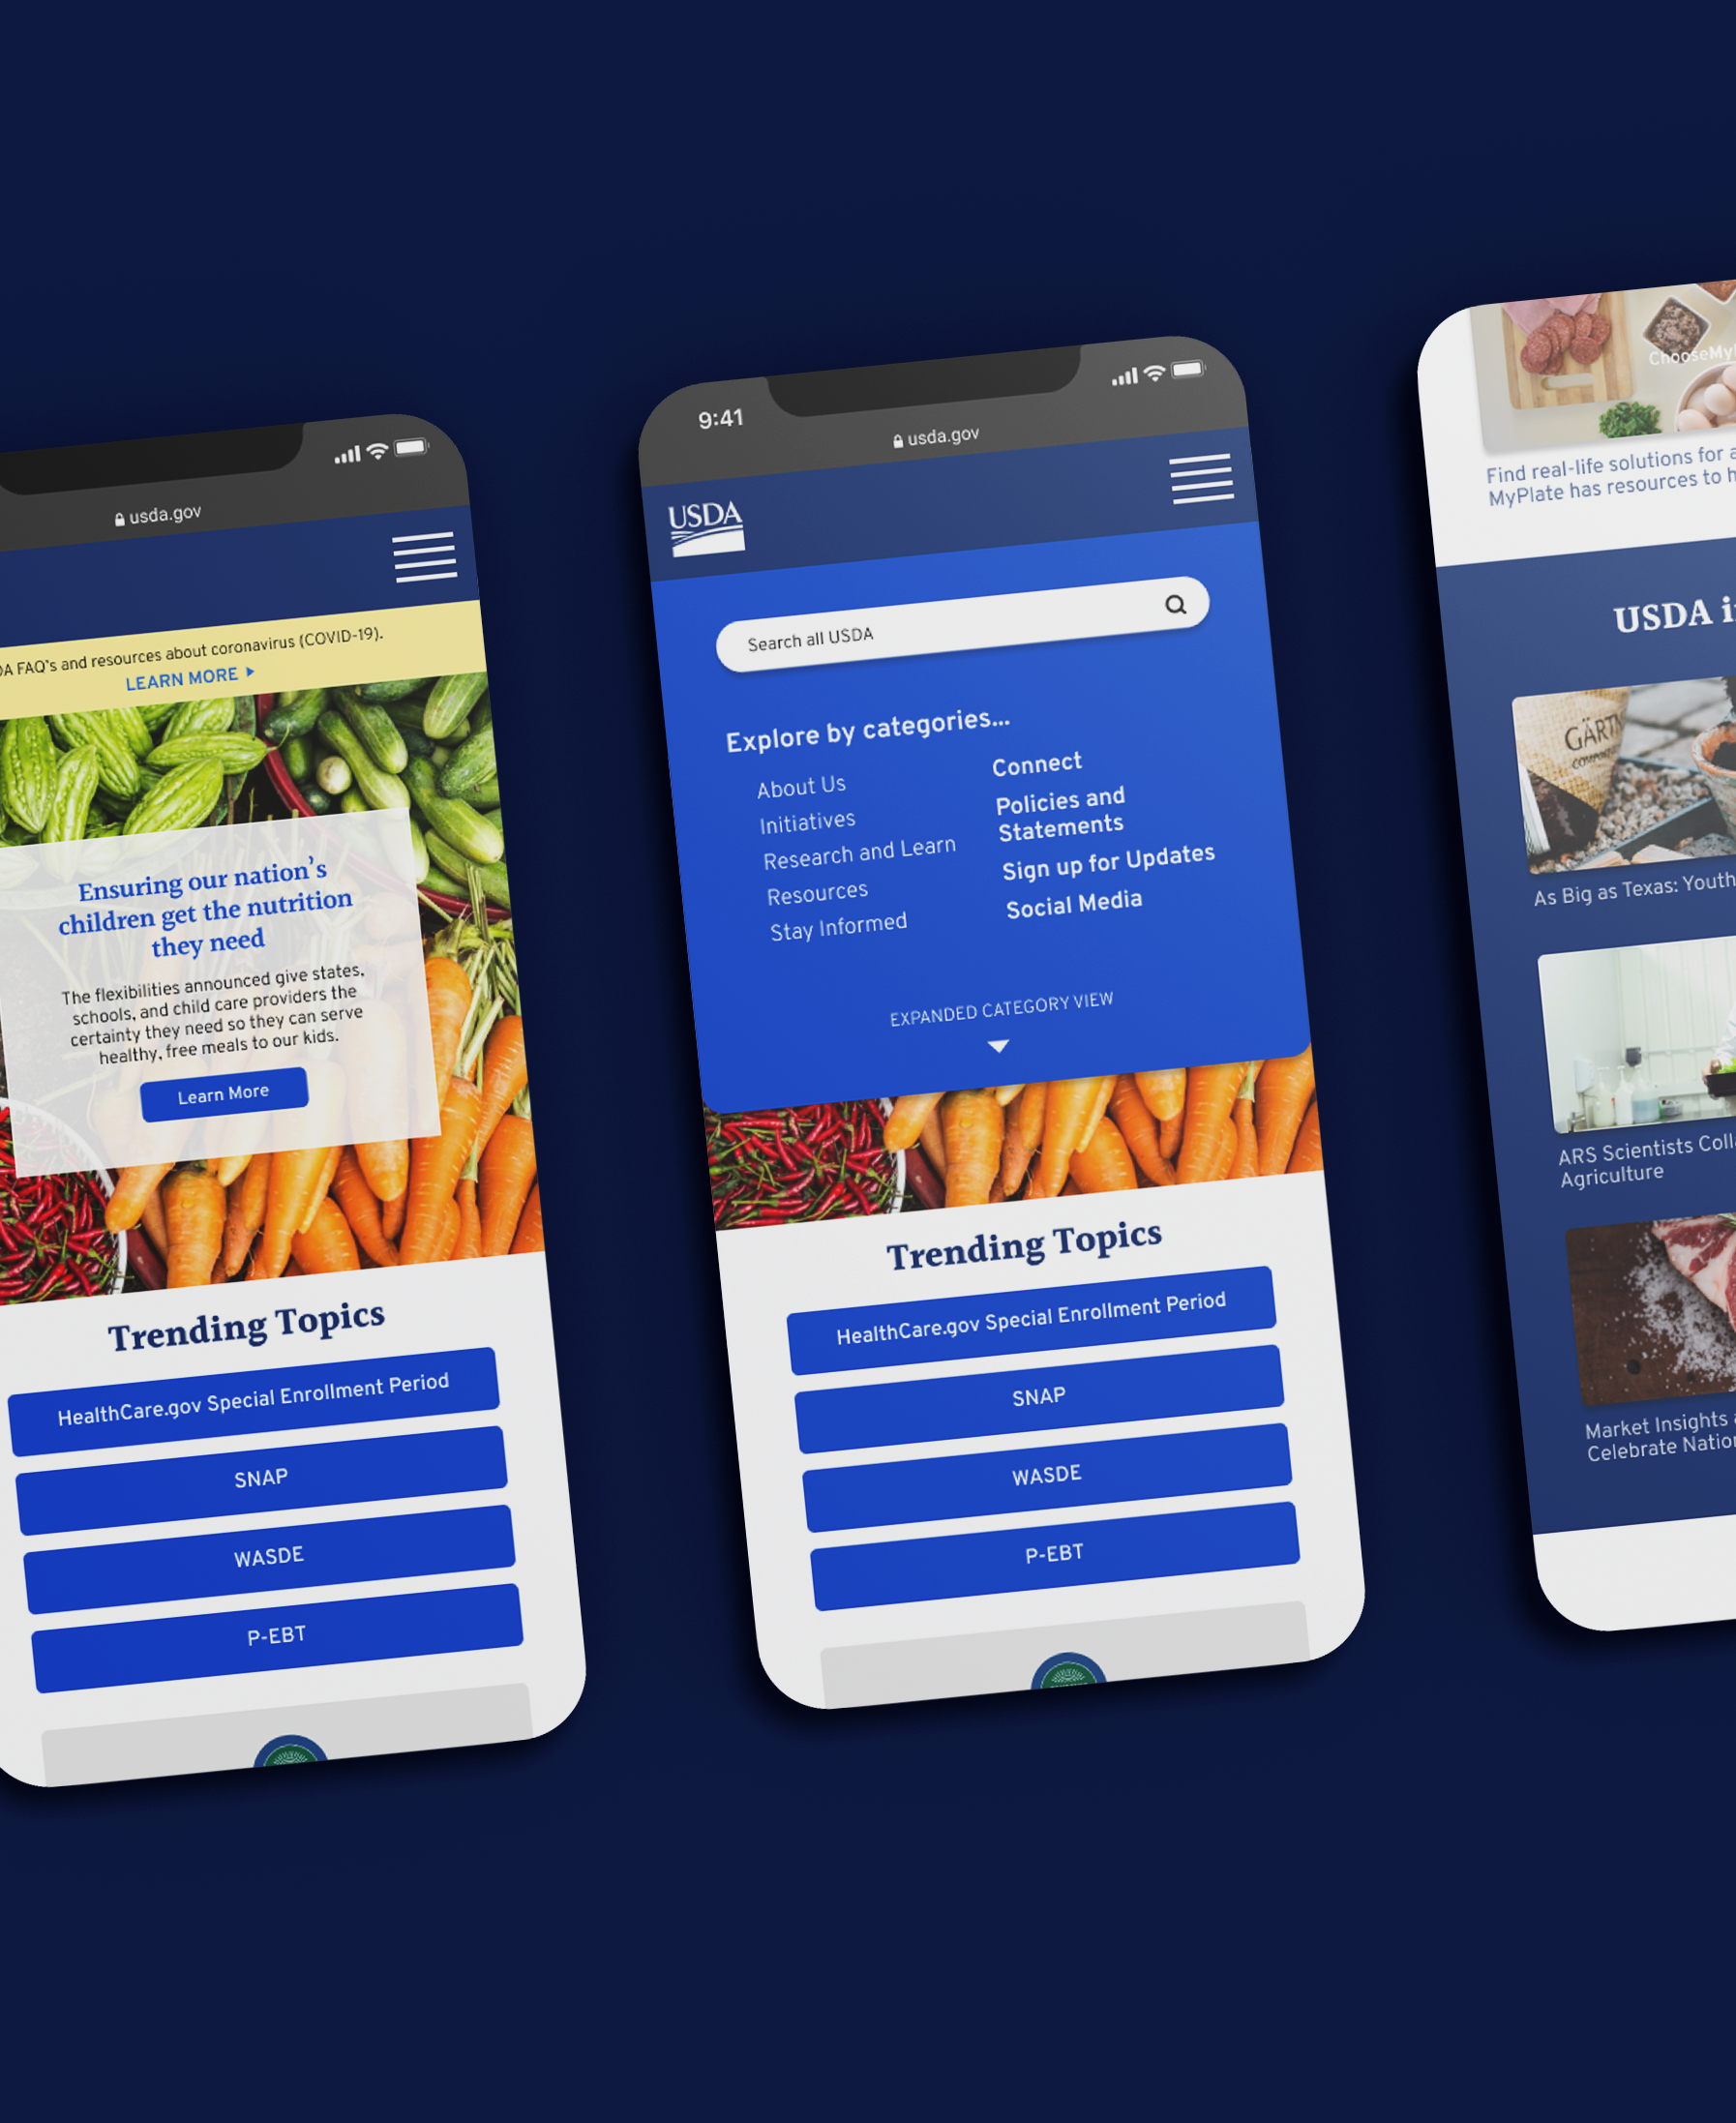 usda.gov
DA FAQ's and resources about coronavirus (COVID-19).
LEARN MORE
Ensuring our nation's
children get the nutrition
they need
The flexibilities announced give states,
schools, and child care providers the
certainty they need so they can serve
healthy, free meals to our kids.
Learn More
Trending Topics
HealthCare.gov Special Enrollment Period
SNAP
WASDE
P-EBT
9:41
usda.gov
USDA
Search all USDA
Explore by categories...
About Us
Initiatives
Research and Learn
Resources
Stay Informed
Connect
Policies and
Statements
Sign up for Updates
Social Media
EXPANDED CATEGORY VIEW
Trending Topics
HealthCare.gov Special Enrollment Period
SNAP
WASDE
P-EBT
ChooseMy
Find real-life solutions for a
MyPlate has resources to h
USDA i
GÄRTN
As Big as Texas: Youth
ARS Scientists Coll
Agriculture
Market Insights
Celebrate Nation